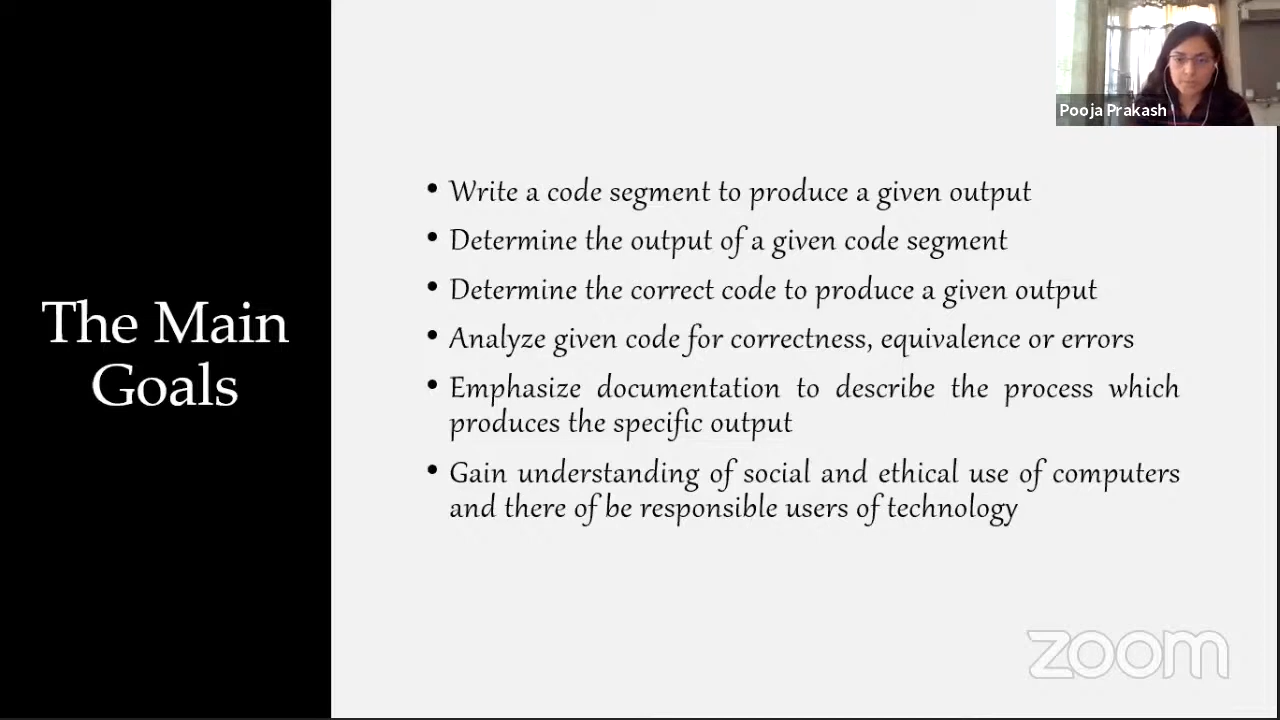 Pooja Prakash
The Main
Goals
• Write a code segment to produce a given output
• Determine the output of a given code segment
• Determine the correct code to produce a given output
• Analyze given code for correctness, equivalence or errors
• Emphasize documentation to describe the process which
produces the specific output
• Gain understanding of social and ethical use of computers
and there of be responsible users of technology
zoom